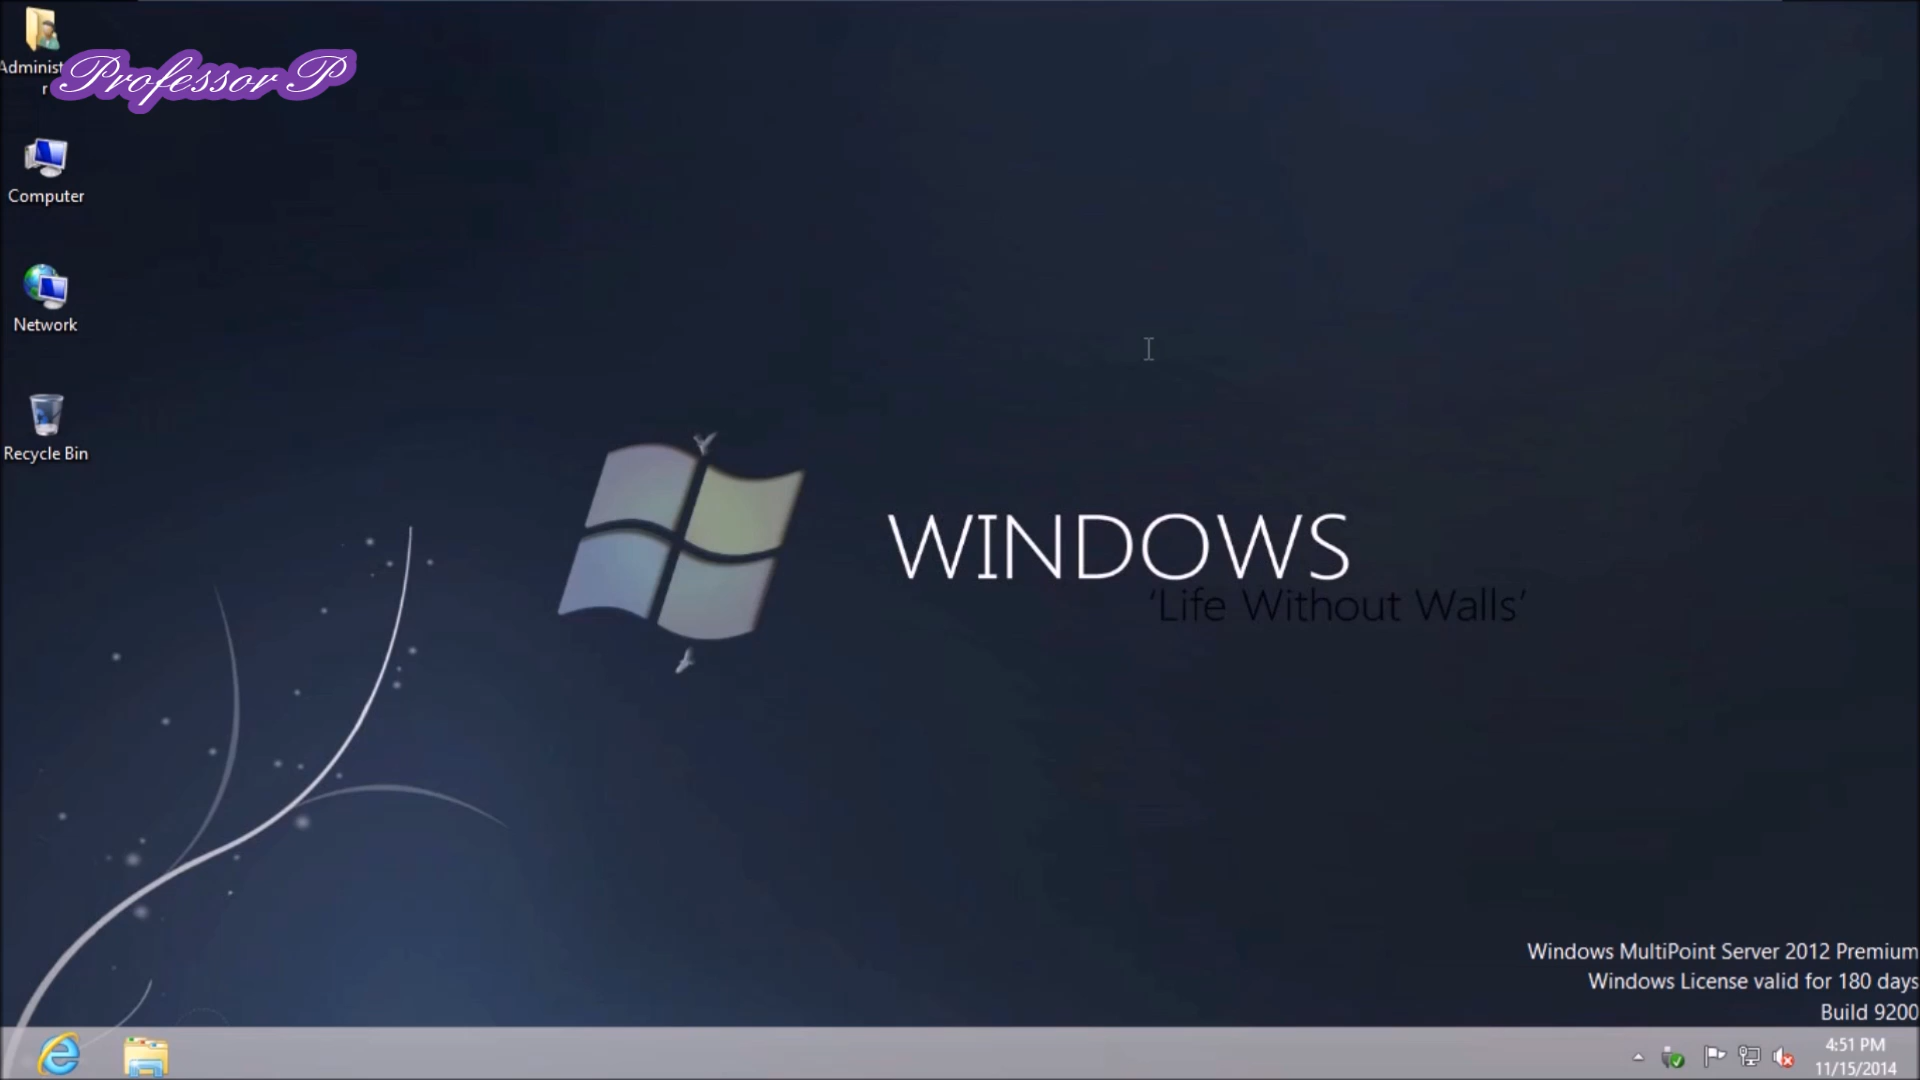 Administ
r
Professor P
Computer
Network
Recycle Bin
WINDOWS
‘Life Without Walls’
Windows MultiPoint Server 2012 Premium
Windows License valid for 180 days
Build 9200
4:51 PM
11/15/2014